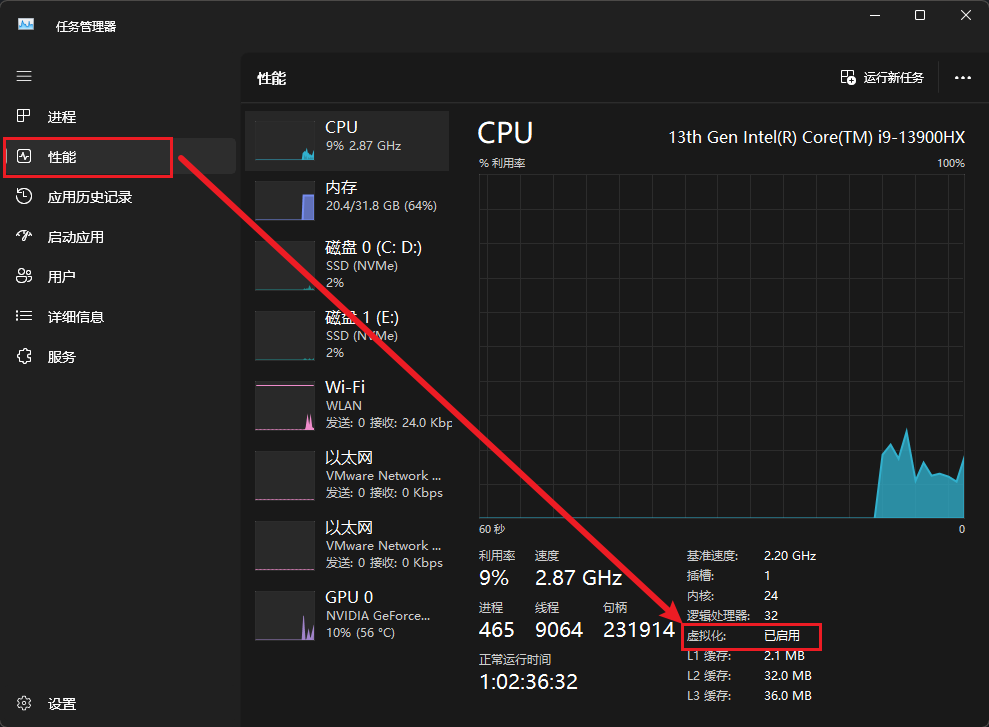 任务管理器
性能
运行新任务
进程
性能
应用历史记录
启动应用
用户
详细信息
服务
设置
CPU
9% 2.87 GHz
内存
20.4/31.8 GB (64%)
磁盘 0 (C: D:)
SSD (NVMe)
2%
磁盘 1 (E:)
SSD (NVMe)
2%
Wi-Fi
WLAN
发送: 0 接收: 24.0 Kbp
以太网
VMware Network ...
发送: 0 接收: 0 Kbps
以太网
VMware Network ...
发送: 0 接收: 0 Kbps
GPU 0
NVIDIA GeForce...
10% (56 °C)
CPU
13th Gen Intel(R) Core(TM) i9-13900HX
% 利用率
100%
60 秒
0
利用率 速度
9% 2.87 GHz
进程 线程 句柄
465 9064 231914
正常运行时间
1:02:36:32
基准速度: 2.20 GHz
插槽: 1
内核: 24
逻辑处理器: 32
虚拟化: 已启用
L1 缓存: 2.1 MB
L2 缓存: 32.0 MB
L3 缓存: 36.0 MB